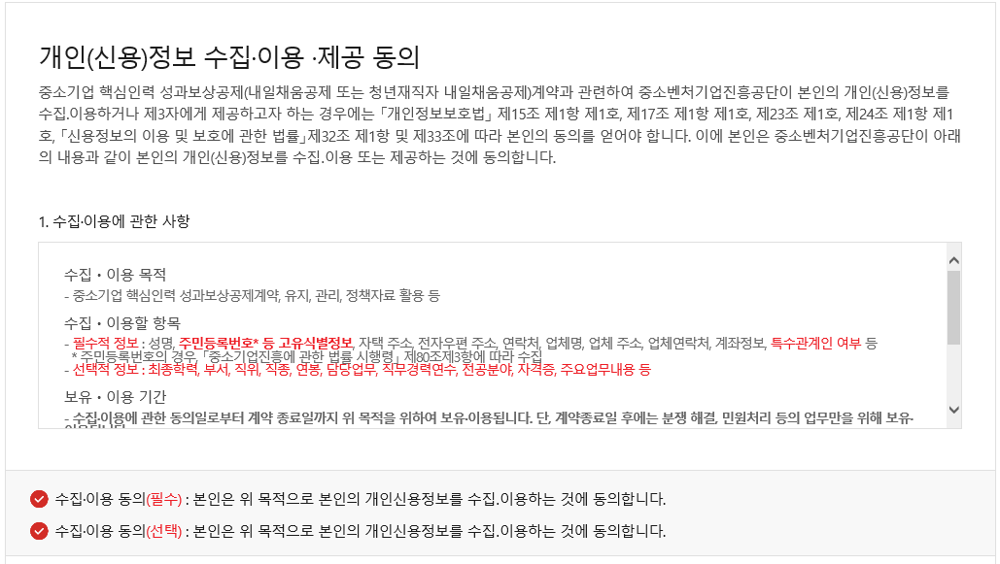 개인(신용)정보 수집·이용 ·제공 동의
중소기업 핵심인력 성과보상공제(내일채움공제 또는 청년재직자 내일채움공제)계약과 관련하여 중소벤처기업진흥공단이 본인의 개인(신용)정보를
수집.이용하거나 제3자에게 제공하고자 하는 경우에는 ｢개인정보보호법｣ 제15조 제1항 제1호, 제17조 제1항 제1호, 제23조 제1호, 제24조 제1항 제1
호, ｢신용정보의 이용 및 보호에 관한 법률｣제32조 제1항 및 제33조에 따라 본인의 동의를 얻어야 합니다. 이에 본인은 중소벤처기업진흥공단이 아래
의 내용과 같이 본인의 개인(신용)정보를 수집.이용 또는 제공하는 것에 동의합니다.
1. 수집·이용에 관한 사항
수집・이용 목적
- 중소기업 핵심인력 성과보상공제계약, 유지, 관리, 정책자료 활용 등
수집・이용할 항목
- 필수적 정보 : 성명, 주민등록번호* 등 고유식별정보, 자택 주소, 전자우편 주소, 연락처, 업체명, 업체 주소, 업체연락처, 계좌정보, 특수관계인 여부 등
* 주민등록번호의 경우, ｢중소기업진흥에 관한 법률 시행령｣ 제80조제3항에 따라 수집
- 선택적 정보 : 최종학력, 부서, 직위, 직종, 연봉, 담당업무, 직무경력연수, 전공분야, 자격증, 주요업무내용 등
보유・이용 기간
- 수집·이용에 관한 동의일로부터 계약 종료일까지 위 목적을 위하여 보유·이용됩니다. 단, 계약종료일 후에는 분쟁 해결, 민원처리 등의 업무만을 위해 보유·
수집·이용 동의(필수) : 본인은 위 목적으로 본인의 개인신용정보를 수집.이용하는 것에 동의합니다.
수집·이용 동의(선택) : 본인은 위 목적으로 본인의 개인신용정보를 수집.이용하는 것에 동의합니다.